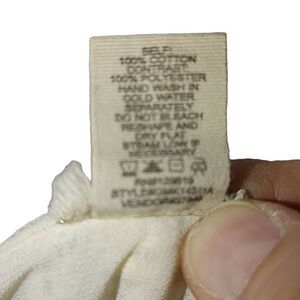 SELF:
100% COTTON
CONTRAST:
100% POLYESTER
HAND WASH IN
COLD WATER
SEPARATELY
DO NOT BLEACH
RESHAPE AND
DRY FLAT
STEAM LOW IF
NECESSARY